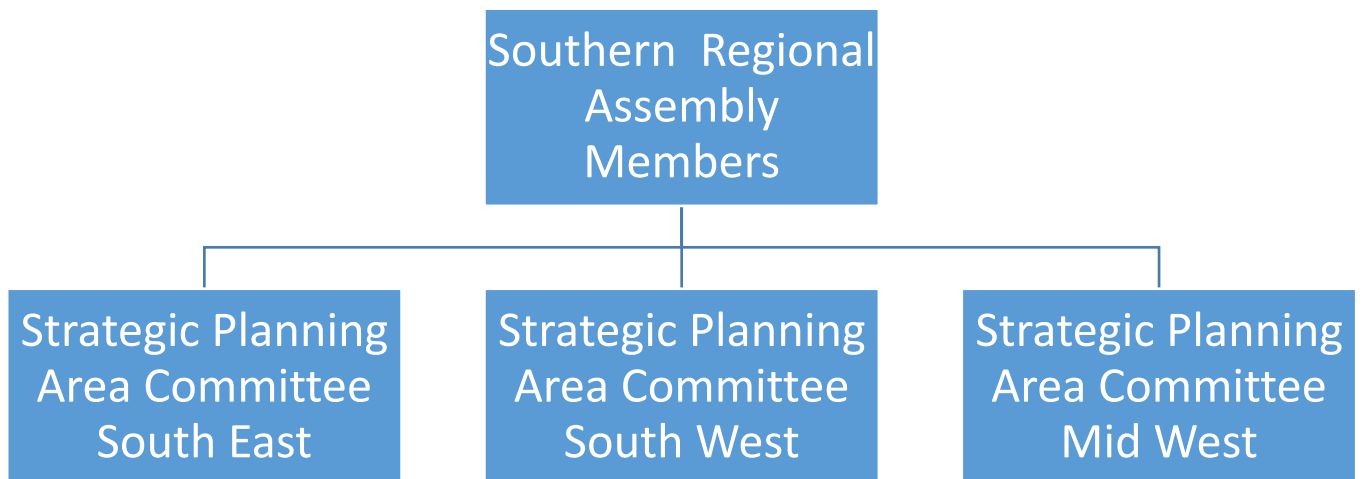 Southern  Regional
Assembly
Members
Strategic Planning
Area Committee
South East
Strategic Planning
Area Committee
South West
Strategic Planning
Area Committee
Mid West